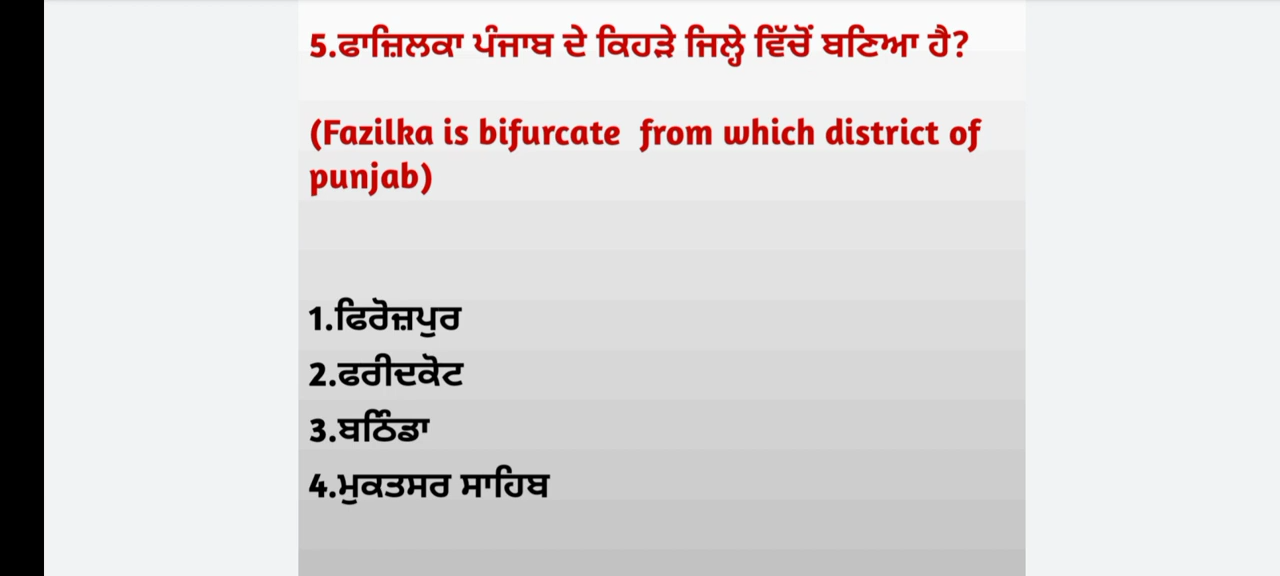 5.ਫਾਜ਼ਿਲਕਾ ਪੰਜਾਬ ਦੇ ਕਿਹੜੇ ਜਿਲ੍ਹੇ ਵਿੱਚੋਂ ਬਣਿਆ ਹੈ?
(Fazilka is bifurcate from which district of
punjab)
1.ਫਿਰੋਜ਼ਪੁਰ
2.ਫਰੀਦਕੋਟ
3.ਬਠਿੰਡਾ
4.ਮੁਕਤਸਰ ਸਾਹਿਬ